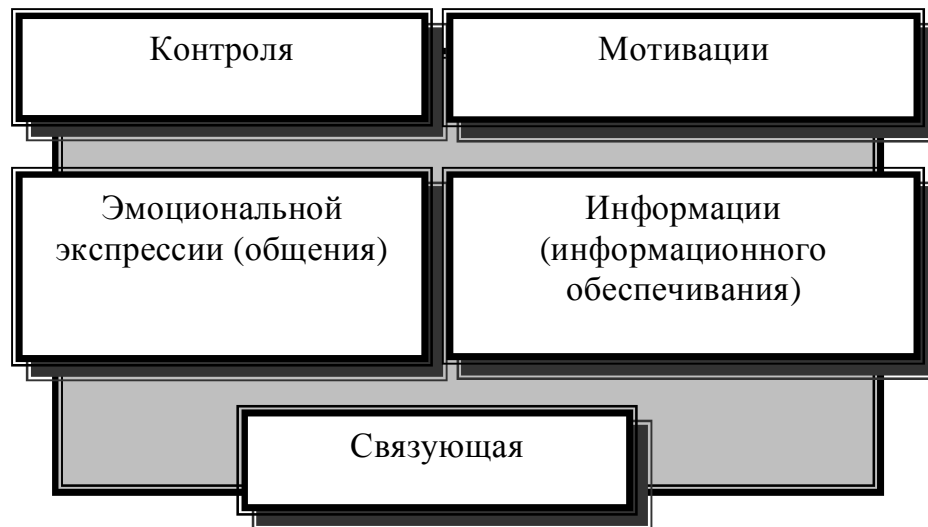 Контроля
Мотивации
Эмоциональной
экспрессии (общения)
Информации
(информационного
обеспечивания)
Связующая